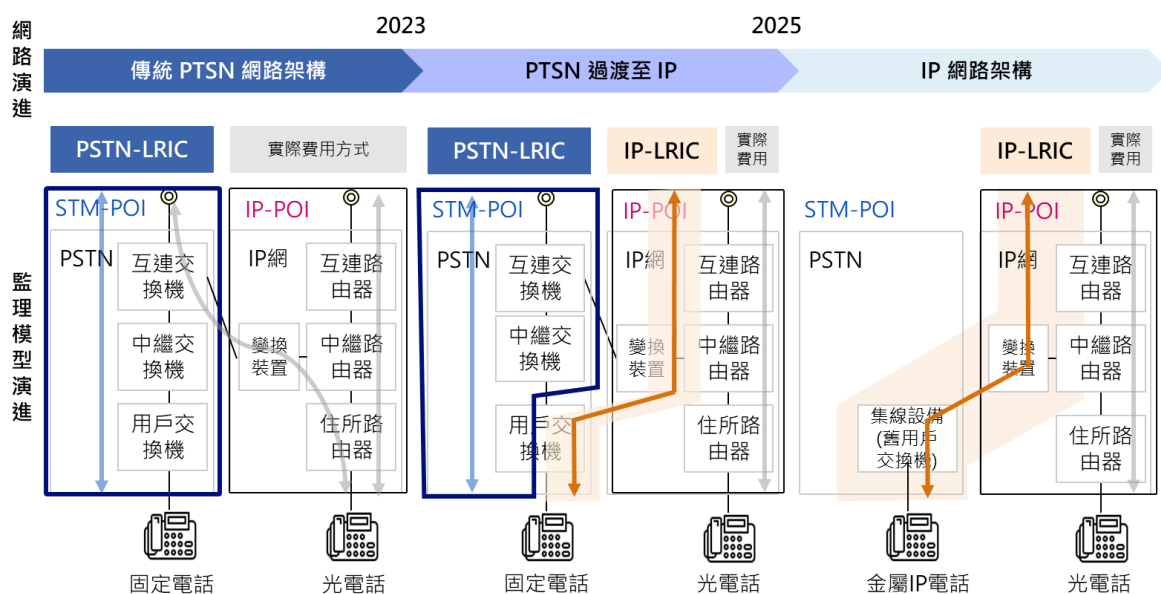 網路演進
2023
2025
傳統 PTSN 網路架構
PTSN 過渡至 IP
IP 網路架構
監理模型演進
PSTN-LRIC
實際費用方式
STM-POI
IP-POI
PSTN
互連交
換機
中繼交
換機
用戶交
換機
IP網
互連路
由器
變換
裝置
中繼路
由器
住所路
由器
固定電話
光電話
PSTN-LRIC
IP-LRIC
實際
費用
STM-POI
IP-POI
PSTN
互連交
換機
中繼交
換機
用戶交
換機
IP網
互連路
由器
變換
裝置
中繼路
由器
住所路
由器
固定電話
光電話
IP-LRIC
實際
費用
STM-POI
IP-POI
PSTN
集線設備
(舊用戶
交換機)
IP網
互連路
由器
變換
裝置
中繼路
由器
住所路
由器
金屬IP電話
光電話